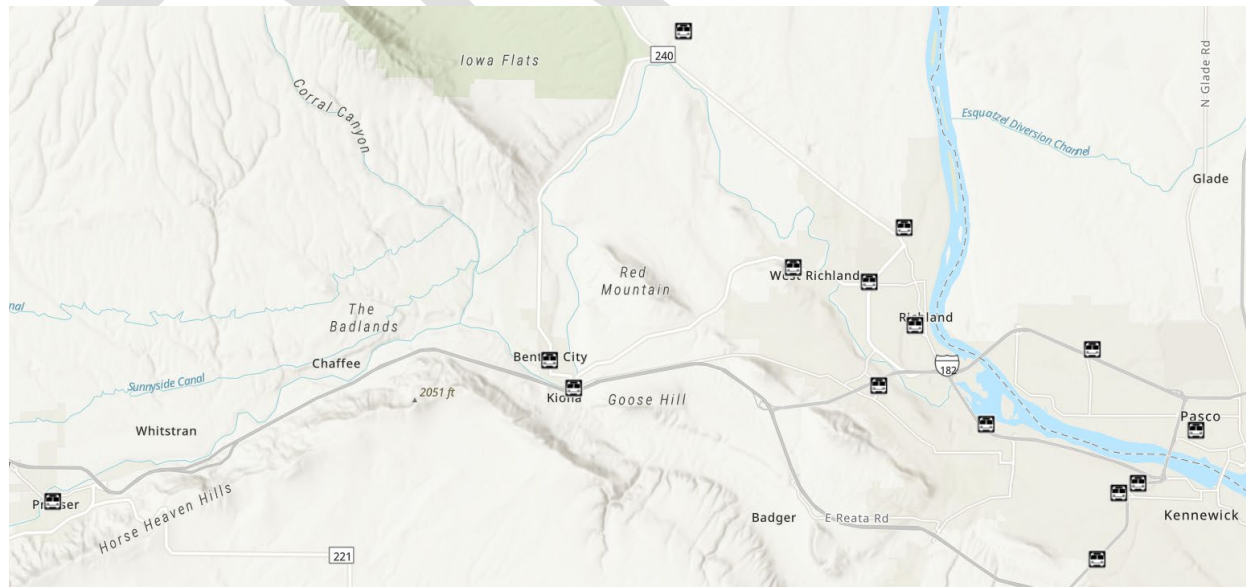 Iowa Flats
240
N Glade Rd
Corral Canyon
Esquatzel Diversion Channel
Glade
Red
Mountain
West Richland
The
Badlands
Richland
Chaffee
Benton City
182
Sunnyside Canal
2051 ft
Kiona
Goose Hill
Whitstran
Pasco
Prosser
Horse Heaven Hills
Badger
E Reata Rd
Kennewick
221